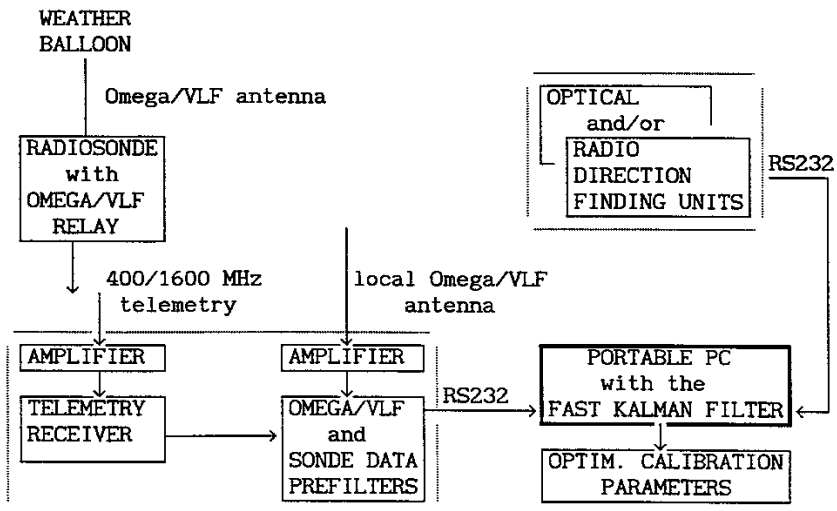 WEATHER
BALLOON
Omega/VLF antenna
RADIOSONDE
with
OMEGA/VLF
RELAY
OPTICAL
and/or
RADIO
DIRECTION
FINDING UNITS
RS232
400/1600 MHz
telemetry
local Omega/VLF
antenna
AMPLIFIER
TELEMETRY
RECEIVER
AMPLIFIER
OMEGA/VLF
and
SONDE DATA
PREFILTERS
RS232
PORTABLE PC
with the
FAST KALMAN FILTER
OPTIM. CALIBRATION
PARAMETERS